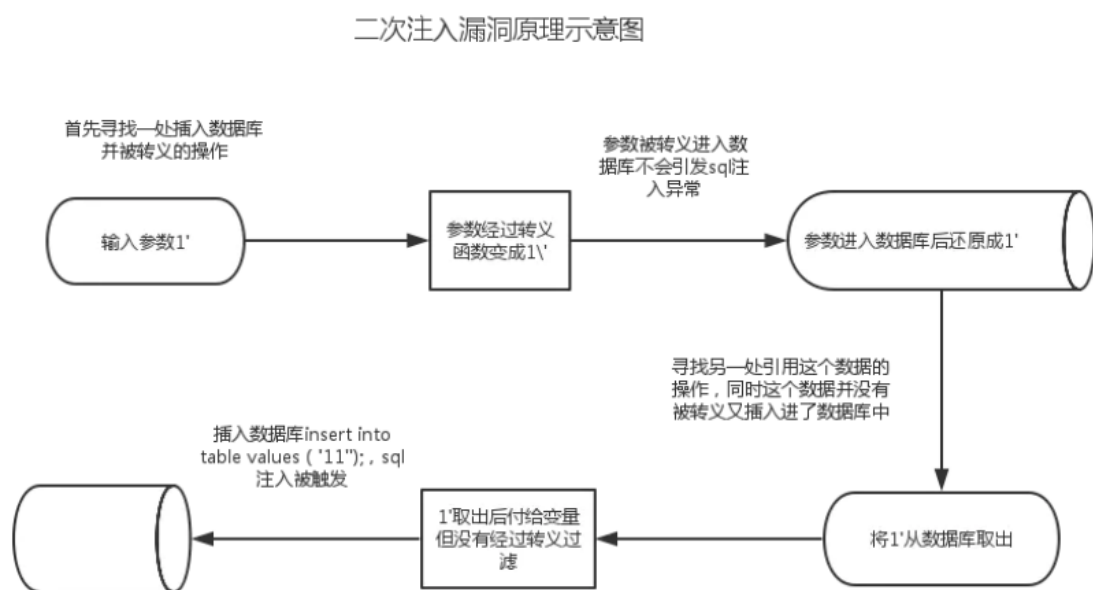 二次注入漏洞原理示意图
首先寻找一处插入数据库
并被转义的操作
参数被转义进入数
据库不会引发sql注
入异常
输入参数1'
参数经过转义
函数变成1\'
参数进入数据库后还原成1'
寻找另一处引用这个数据的
操作，同时这个数据并没有
被转义又插入进了数据库中
插入数据库insert into
table values ( '11''); , sql
注入被触发
1'取出后付给变量
但没有经过转义过
滤
将1'从数据库取出